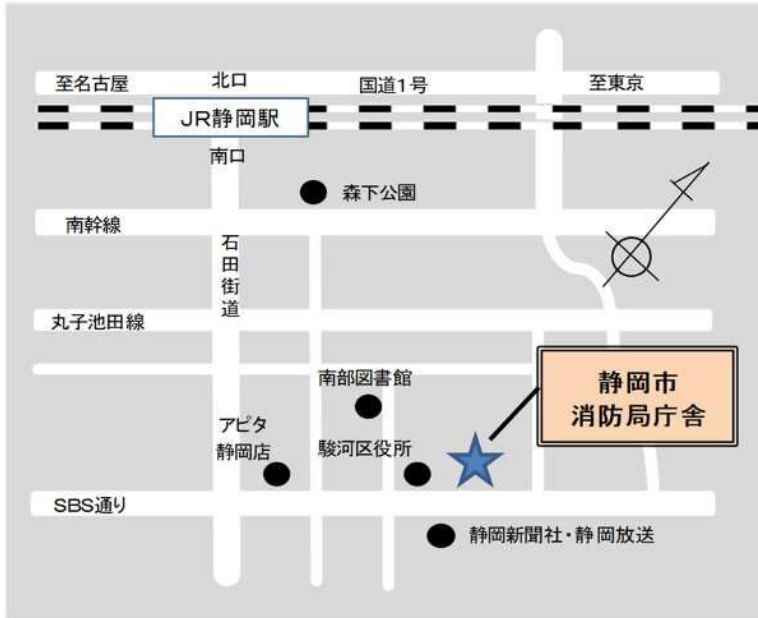 至名古屋
北口
国道1号
至東京
JR静岡駅
南口
森下公園
南幹線
石田街道
丸子池田線
南部図書館
静岡市
消防局庁舎
アピタ
静岡店
駿河区役所
SBS通り
静岡新聞社・静岡放送